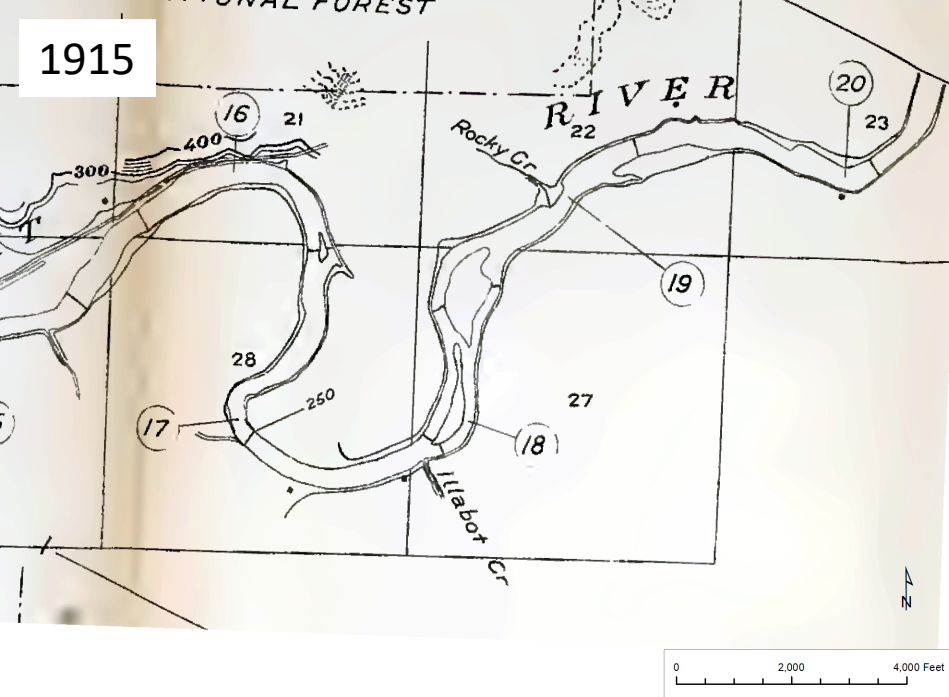 NATIONAL FOREST
1915
RIVER
20
16
21
22
23
Rocky Cr
400
300
T
19
28
250
27
17
18
Illabot Cr
N
0 2,000 4,000 Feet